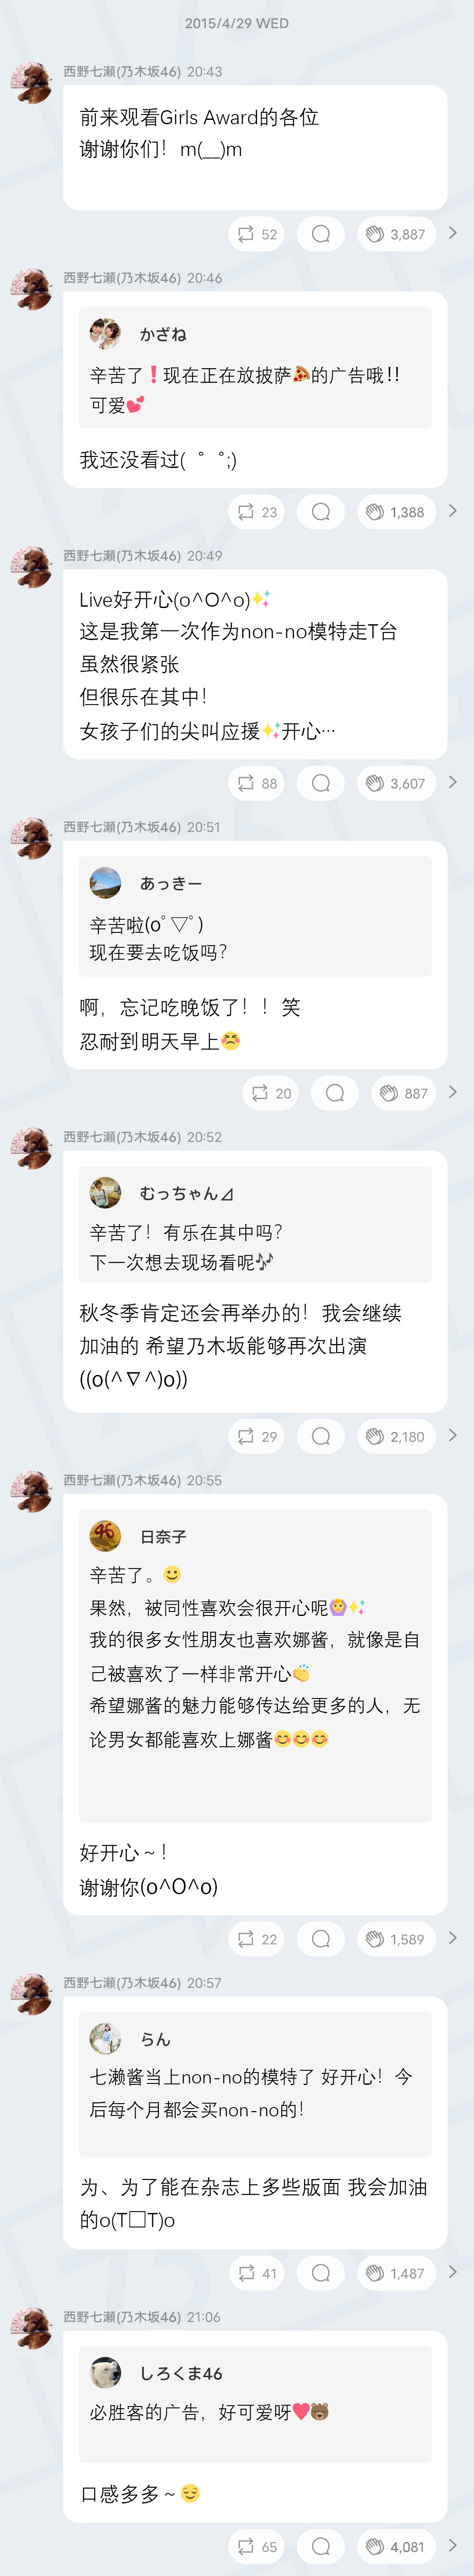 2015/4/29 WED
西野七瀬(乃木坂46) 20:43
前来观看Girls Award的各位
谢谢你们！m(__)m
52
3,887
西野七瀬(乃木坂46) 20:46
かざね
辛苦了❗现在正在放披萨🍕的广告哦!!
可爱💕
我还没看过(゜゜;)
23
1,388
西野七瀬(乃木坂46) 20:49
Live好开心(o^O^o)✨
这是我第一次作为non-no模特走T台
虽然很紧张
但很乐在其中！
女孩子们的尖叫应援✨开心…
88
3,607
西野七瀬(乃木坂46) 20:51
あっきー
辛苦啦(oﾟ▽ﾟ)
现在要去吃饭吗？
啊，忘记吃晚饭了！！笑
忍耐到明天早上😣
20
887
西野七瀬(乃木坂46) 20:52
むっちゃん⊿
辛苦了！有乐在其中吗？
下一次想去现场看呢🎶
秋冬季肯定还会再举办的！我会继续
加油的 希望乃木坂能够再次出演
((o(^∇^)o))
29
2,180
西野七瀬(乃木坂46) 20:55
日奈子
辛苦了。🙂
果然，被同性喜欢会很开心呢🙆✨
我的很多女性朋友也喜欢娜酱，就像是自
己被喜欢了一样非常开心👏
希望娜酱的魅力能够传达给更多的人，无
论男女都能喜欢上娜酱😊😊😊
好开心～！
谢谢你(o^O^o)
22
1,589
西野七瀬(乃木坂46) 20:57
らん
七濑酱当上non-no的模特了 好开心！今
后每个月都会买non-no的！
为、为了能在杂志上多些版面 我会加油
的o(T□T)o
41
1,487
西野七瀬(乃木坂46) 21:06
しろくま46
必胜客的广告，好可爱呀♥🐻
口感多多～😌
65
4,081